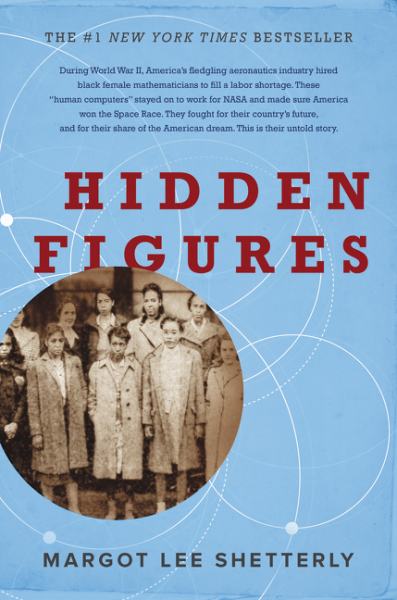 THE #1 NEW YORK TIMES BESTSELLER
During World War II, America's fledgling aeronautics industry hired
black female mathematicians to fill a labor shortage. These
"human computers" stayed on to work for NASA and made sure America
won the Space Race. They fought for their country's future,
and for their share of the American dream. This is their untold story.
HIDDEN
FIGURES
MARGOT LEE SHETTERLY